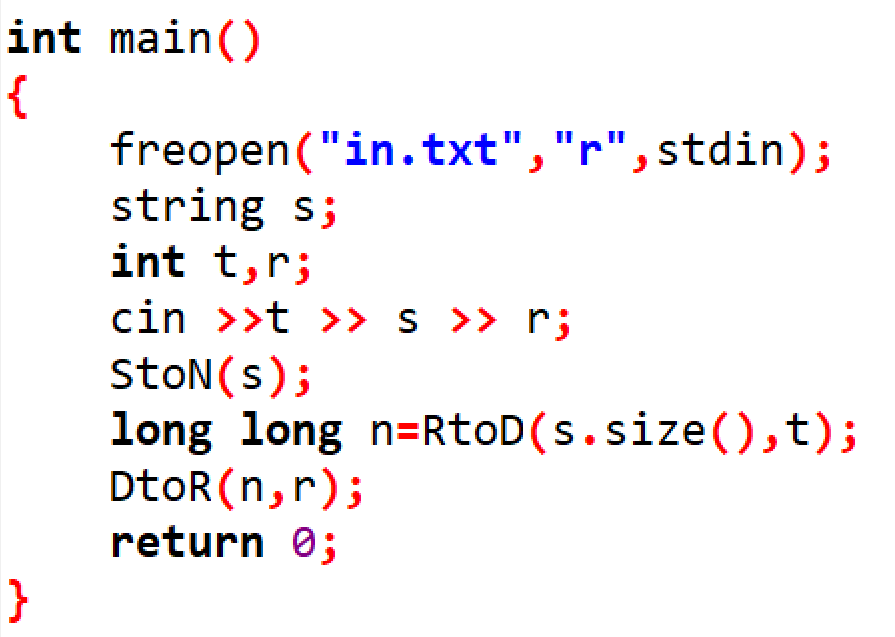 int main()
{
    freopen("in.txt","r",stdin);
    string s;
    int t,r;
    cin >>t >> s >> r;
    StoN(s);
    long long n=RtoD(s.size(),t);
    DtoR(n,r);
    return 0;
}